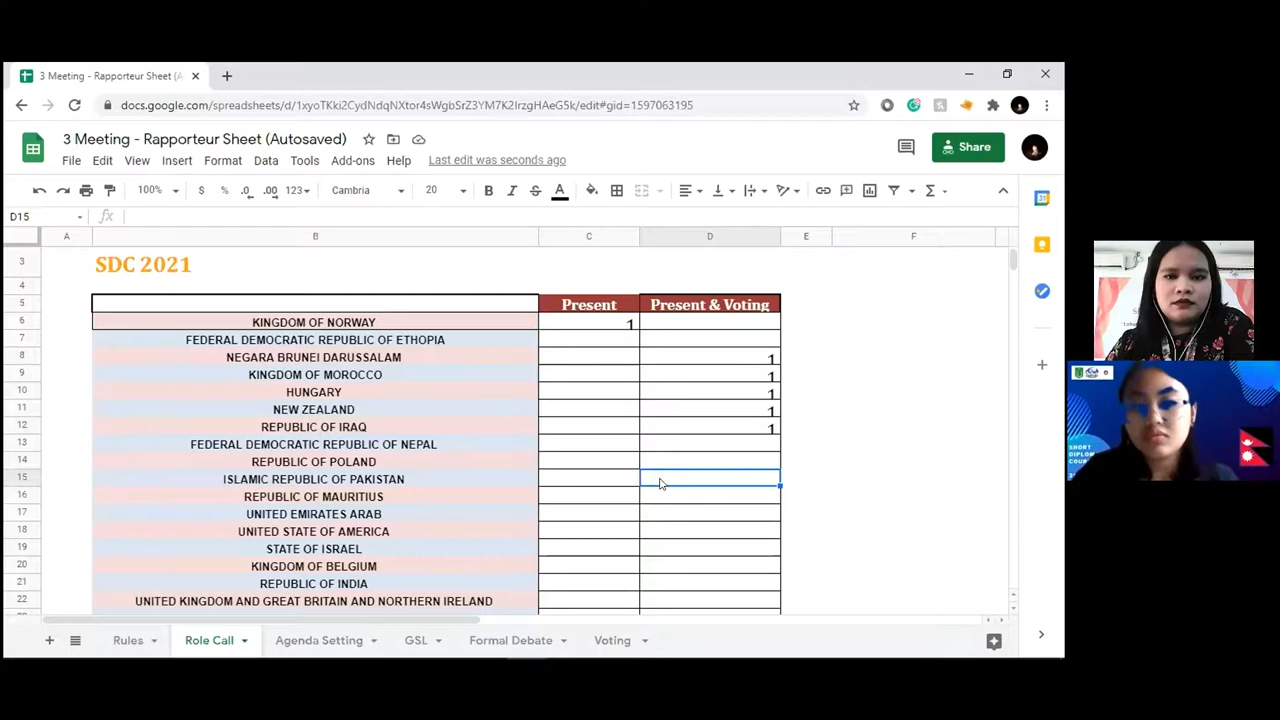 3 Meeting - Rapporteur Sheet (A
docs.google.com/spreadsheets/d/1xyoTKki2CydNdqNXtor4sWgbSrZ3YM7K2IrzgHAeG5k/edit#gid=1597063195
3 Meeting - Rapporteur Sheet (Autosaved)
File Edit View Insert Format Data Tools Add-ons Help Last edit was seconds ago
Share
100% $ % .0 .00 123 Cambria 20 B I S A
D15 fx
A B C D E F
3 SDC 2021
4
5 Present Present & Voting
6 KINGDOM OF NORWAY 1
7 FEDERAL DEMOCRATIC REPUBLIC OF ETHOPIA
8 NEGARA BRUNEI DARUSSALAM 1
9 KINGDOM OF MOROCCO 1
10 HUNGARY 1
11 NEW ZEALAND 1
12 REPUBLIC OF IRAQ 1
13 FEDERAL DEMOCRATIC REPUBLIC OF NEPAL
14 REPUBLIC OF POLAND
15 ISLAMIC REPUBLIC OF PAKISTAN
16 REPUBLIC OF MAURITIUS
17 UNITED EMIRATES ARAB
18 UNITED STATE OF AMERICA
19 STATE OF ISRAEL
20 KINGDOM OF BELGIUM
21 REPUBLIC OF INDIA
22 UNITED KINGDOM AND GREAT BRITAIN AND NORTHERN IRELAND
Rules Role Call Agenda Setting GSL Formal Debate Voting
31
SHORT
DIPLOM
COUR